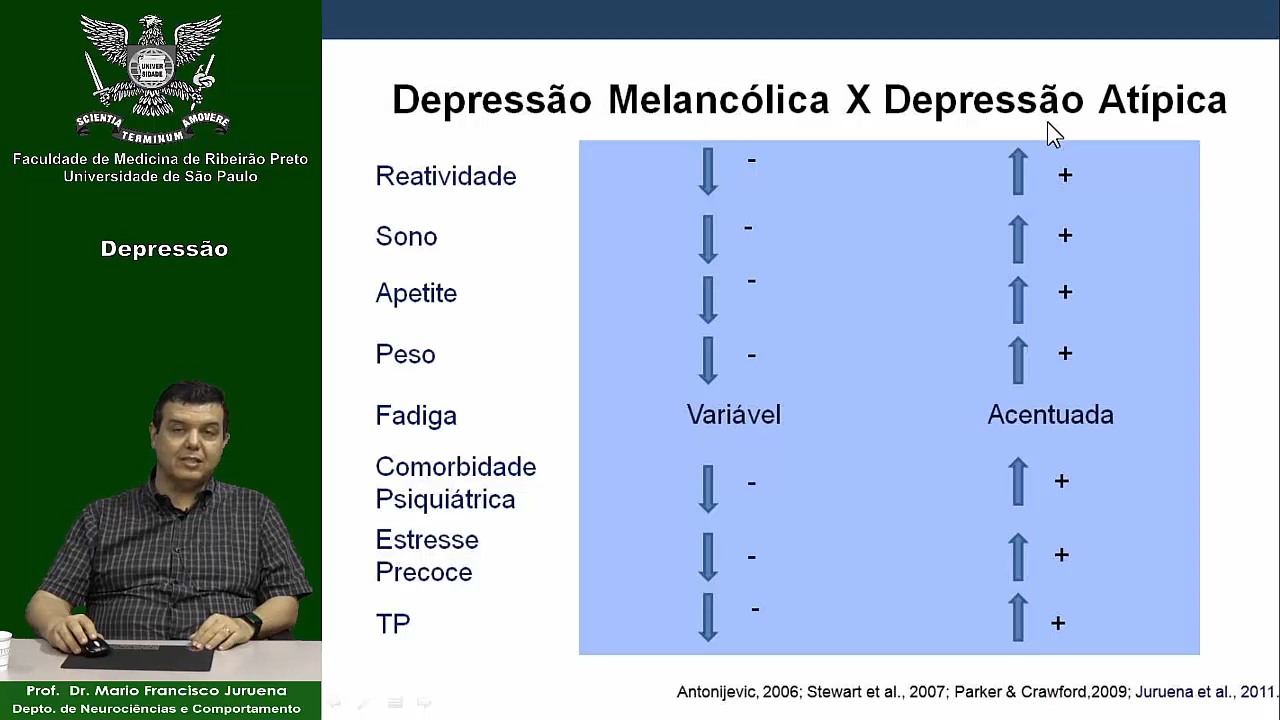 UNIVER
SIDADE
SCIENTIA TERMINUM AMOVERE
Faculdade de Medicina de Ribeirão Preto
Universidade de São Paulo
Depressão
Prof. Dr. Mario Francisco Juruena
Depto. de Neurociências e Comportamento
Depressão Melancólica X Depressão Atípica
Reatividade - +
Sono - +
Apetite - +
Peso - +
Fadiga Variável Acentuada
Comorbidade
Psiquiátrica - +
Estresse
Precoce - +
TP - +
Antonijevic, 2006; Stewart et al., 2007; Parker & Crawford,2009; Juruena et al., 2011.